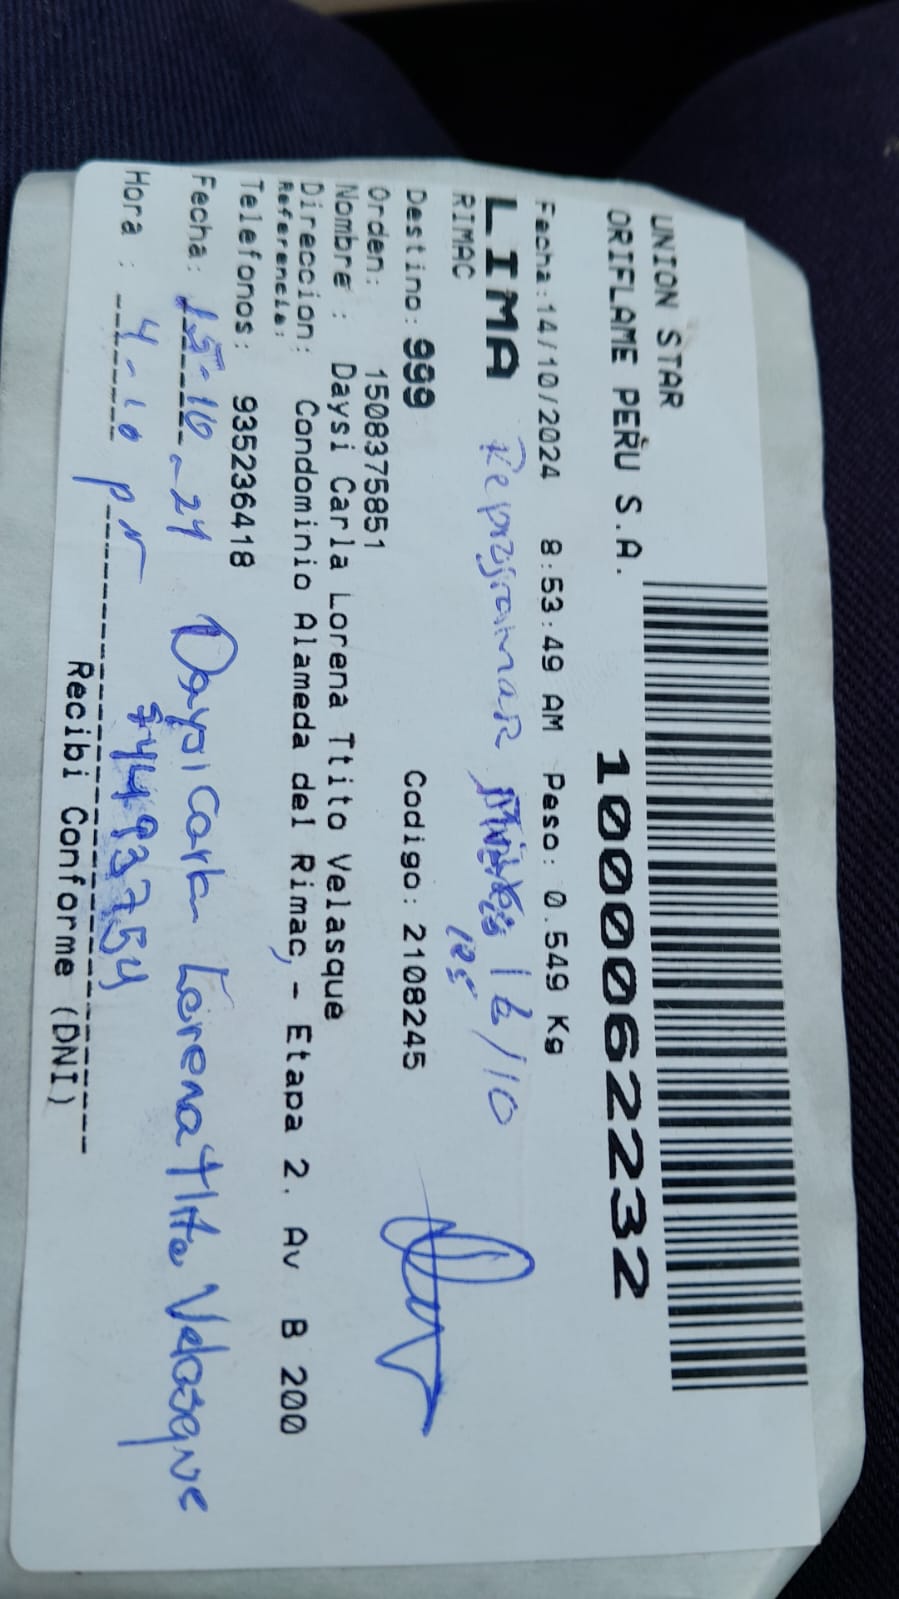 UNION STAR
ORIFLAME PERU S.A.
1000062232
Fecha:14/10/2024 8:53:49 AM Peso: 0.549 Kg
LIMA Reprogramar 16/10
RIMAC
Destino: 999 Codigo: 2108245
Orden: 150837585​1
Nombre : Daysi Carla Lorena Ttito Velasque
Direccion: Condominio Alameda del Rimac, - Etapa 2. Av B 200
Referencia:
Telefonos: 935236418
Fecha: 15-10-24 Daysi Carla Lorena Ttito Velasque
Hora : 4-10 pm 74493754
Recibi Conforme (DNI)